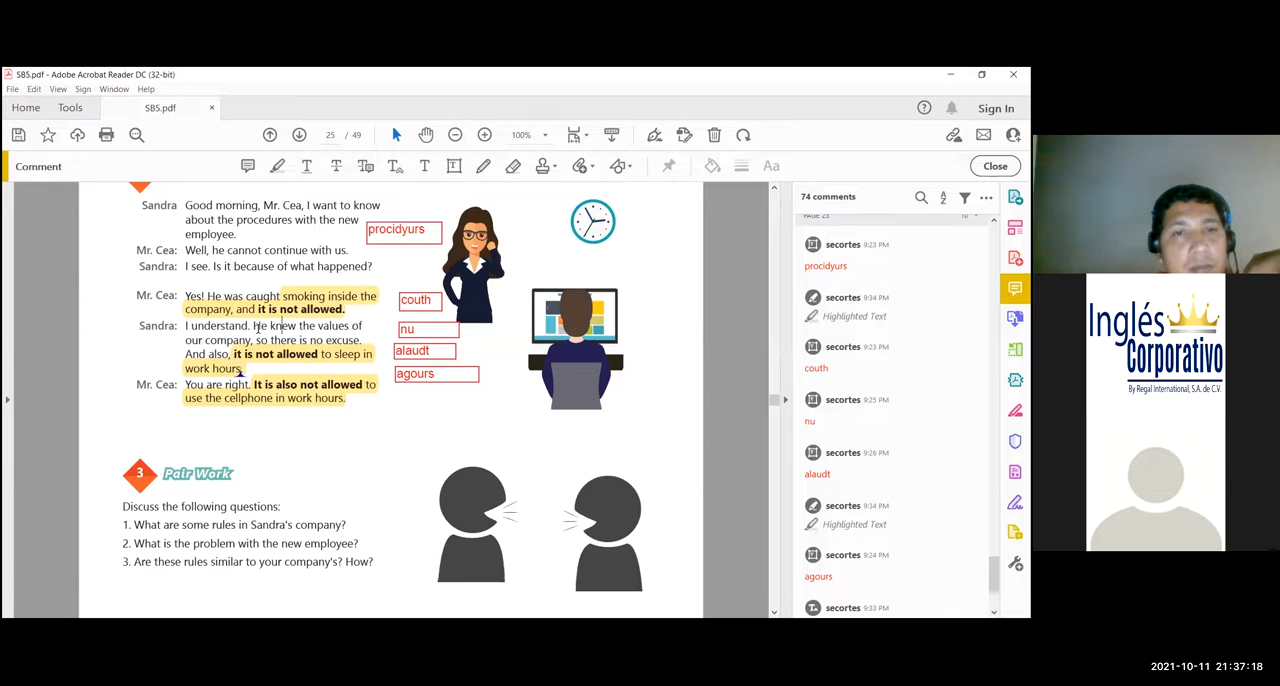 SB5.pdf - Adobe Acrobat Reader DC (32-bit)
File Edit View Sign Window Help
Home Tools SB5.pdf × Sign In
25 / 49 100%
Comment Aa Close
74 comments
Sandra Good morning, Mr. Cea, I want to know
about the procedures with the new
employee.
procidyurs
Mr. Cea: Well, he cannot continue with us.
Sandra: I see. Is it because of what happened?
Mr. Cea: Yes! He was caught smoking inside the
company, and it is not allowed.
couth
Sandra: I understand. He knew the values of
our company, so there is no excuse.
And also, it is not allowed to sleep in
work hours.
nu
alaudt
agours
Mr. Cea: You are right. It is also not allowed to
use the cellphone in work hours.
3 Pair Work
Discuss the following questions:
1. What are some rules in Sandra's company?
2. What is the problem with the new employee?
3. Are these rules similar to your company's? How?
PAGE 25 10
secortes 9:23 PM
procidyurs
secortes 9:34 PM
Highlighted Text
secortes 9:23 PM
couth
secortes 9:25 PM
nu
secortes 9:26 PM
alaudt
secortes 9:34 PM
Highlighted Text
secortes 9:24 PM
agours
secortes 9:33 PM
Inglés
Corporativo
By Regal International, S.A. de C.V.
2021-10-11 21:37:18